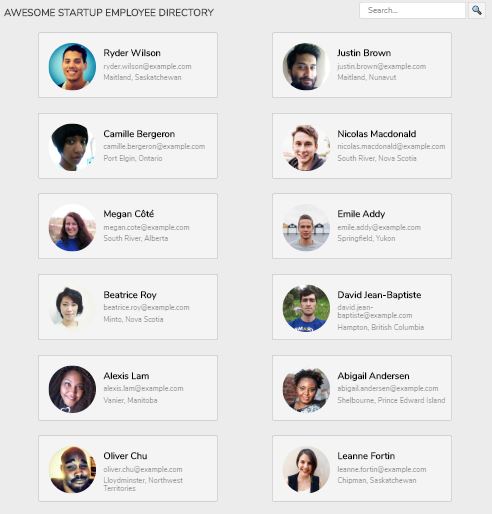 AWESOME STARTUP EMPLOYEE DIRECTORY
Search...
Ryder Wilson
ryder.wilson@example.com
Maitland, Saskatchewan
Justin Brown
justin.brown@example.com
Maitland, Nunavut
Camille Bergeron
camille.bergeron@example.com
Port Elgin, Ontario
Nicolas Macdonald
nicolas.macdonald@example.com
South River, Nova Scotia
Megan Côté
megan.cote@example.com
South River, Alberta
Emile Addy
emile.addy@example.com
Springfield, Yukon
Beatrice Roy
beatrice.roy@example.com
Minto, Nova Scotia
David Jean-Baptiste
david.jean-
baptiste@example.com
Hampton, British Columbia
Alexis Lam
alexis.lam@example.com
Vanier, Manitoba
Abigail Andersen
abigail.andersen@example.com
Shelbourne, Prince Edward Island
Oliver Chu
oliver.chu@example.com
Lloydminster, Northwest
Territories
Leanne Fortin
leanne.fortin@example.com
Chipman, Saskatchewan